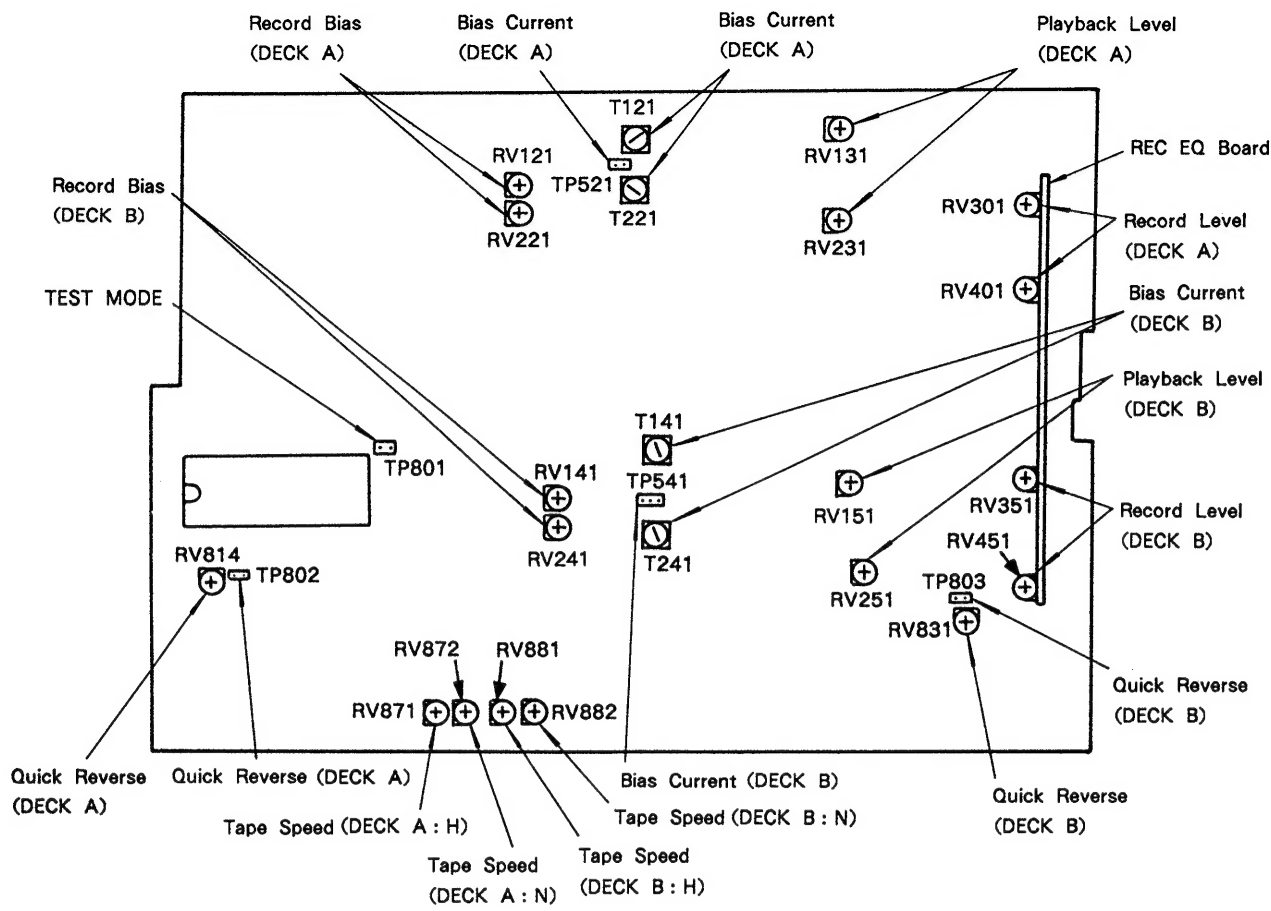 Record Bias
(DECK A)
Bias Current
(DECK A)
Bias Current
(DECK A)
Playback Level
(DECK A)
T121
RV121
TP521
RV131
REC EQ Board
Record Bias
(DECK B)
RV221
T221
RV231
RV301
Record Level
(DECK A)
TEST MODE
RV401
Bias Current
(DECK B)
Playback Level
(DECK B)
T141
TP801
RV141
TP541
RV151
RV351
Record Level
(DECK B)
RV241
T241
RV451
RV814
TP802
RV251
TP803
RV831
RV872
RV881
Quick Reverse
(DECK B)
RV871
RV882
Quick Reverse
(DECK A)
Quick Reverse (DECK A)
Bias Current (DECK B)
Quick Reverse
(DECK B)
Tape Speed (DECK A : H)
Tape Speed (DECK B : N)
Tape Speed
(DECK A : N)
Tape Speed
(DECK B : H)